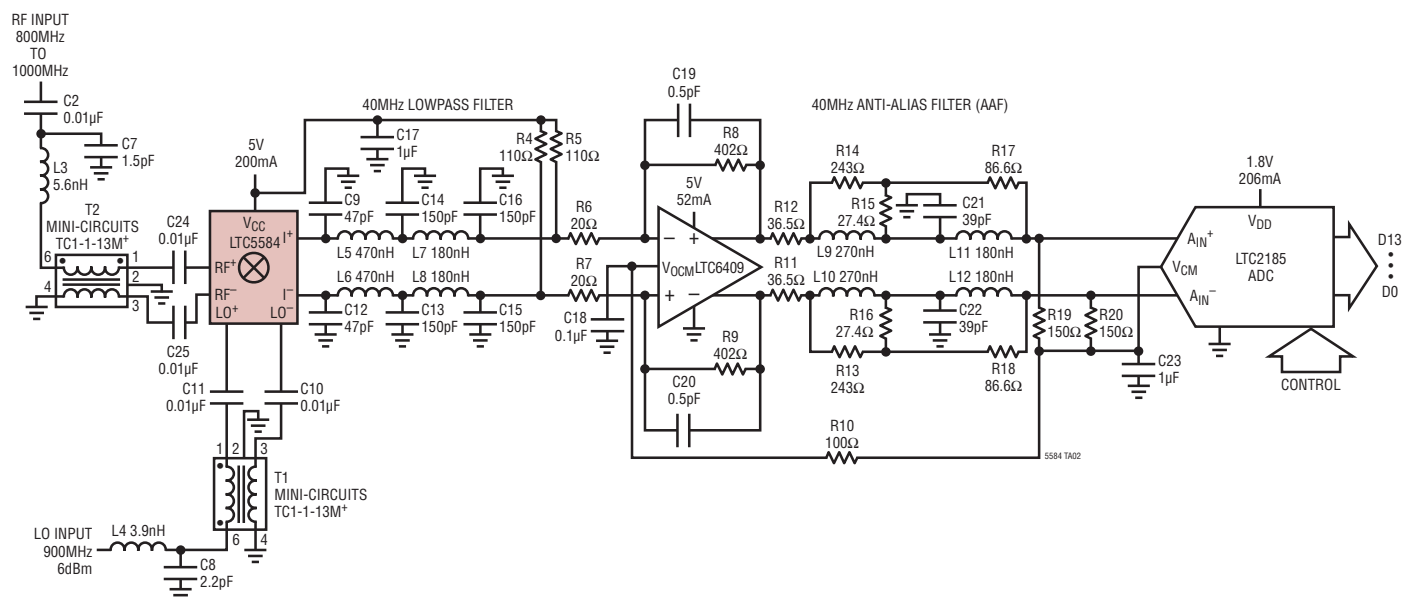 RF INPUT
800MHz
TO
1000MHz
C2
0.01µF
C7
1.5pF
L3
5.6nH
T2
MINI-CIRCUITS
TC1-1-13M+
6
1
2
4
3
C24
0.01µF
C25
0.01µF
5V
200mA
VCC
LTC5584
I+
RF+
RF−
I−
LO+
LO−
C11
0.01µF
C10
0.01µF
1
2
3
T1
MINI-CIRCUITS
TC1-1-13M+
6
4
LO INPUT
900MHz
6dBm
L4 3.9nH
C8
2.2pF
40MHz LOWPASS FILTER
C17
1µF
R4
110Ω
R5
110Ω
C9
47pF
C14
150pF
C16
150pF
L5 470nH
L7 180nH
L6 470nH
L8 180nH
C12
47pF
C13
150pF
C15
150pF
R6
20Ω
R7
20Ω
C18
0.1µF
C19
0.5pF
R8
402Ω
5V
52mA
−
+
VOCM
LTC6409
+
−
R9
402Ω
C20
0.5pF
R10
100Ω
40MHz ANTI-ALIAS FILTER (AAF)
R12
36.5Ω
R11
36.5Ω
R14
243Ω
R17
86.6Ω
R15
27.4Ω
C21
39pF
L9 270nH
L11 180nH
L10 270nH
L12 180nH
R16
27.4Ω
C22
39pF
R13
243Ω
R18
86.6Ω
R19
150Ω
R20
150Ω
C23
1µF
5584 TA02
1.8V
206mA
VDD
AIN+
VCM
LTC2185
ADC
AIN−
D13
D0
CONTROL